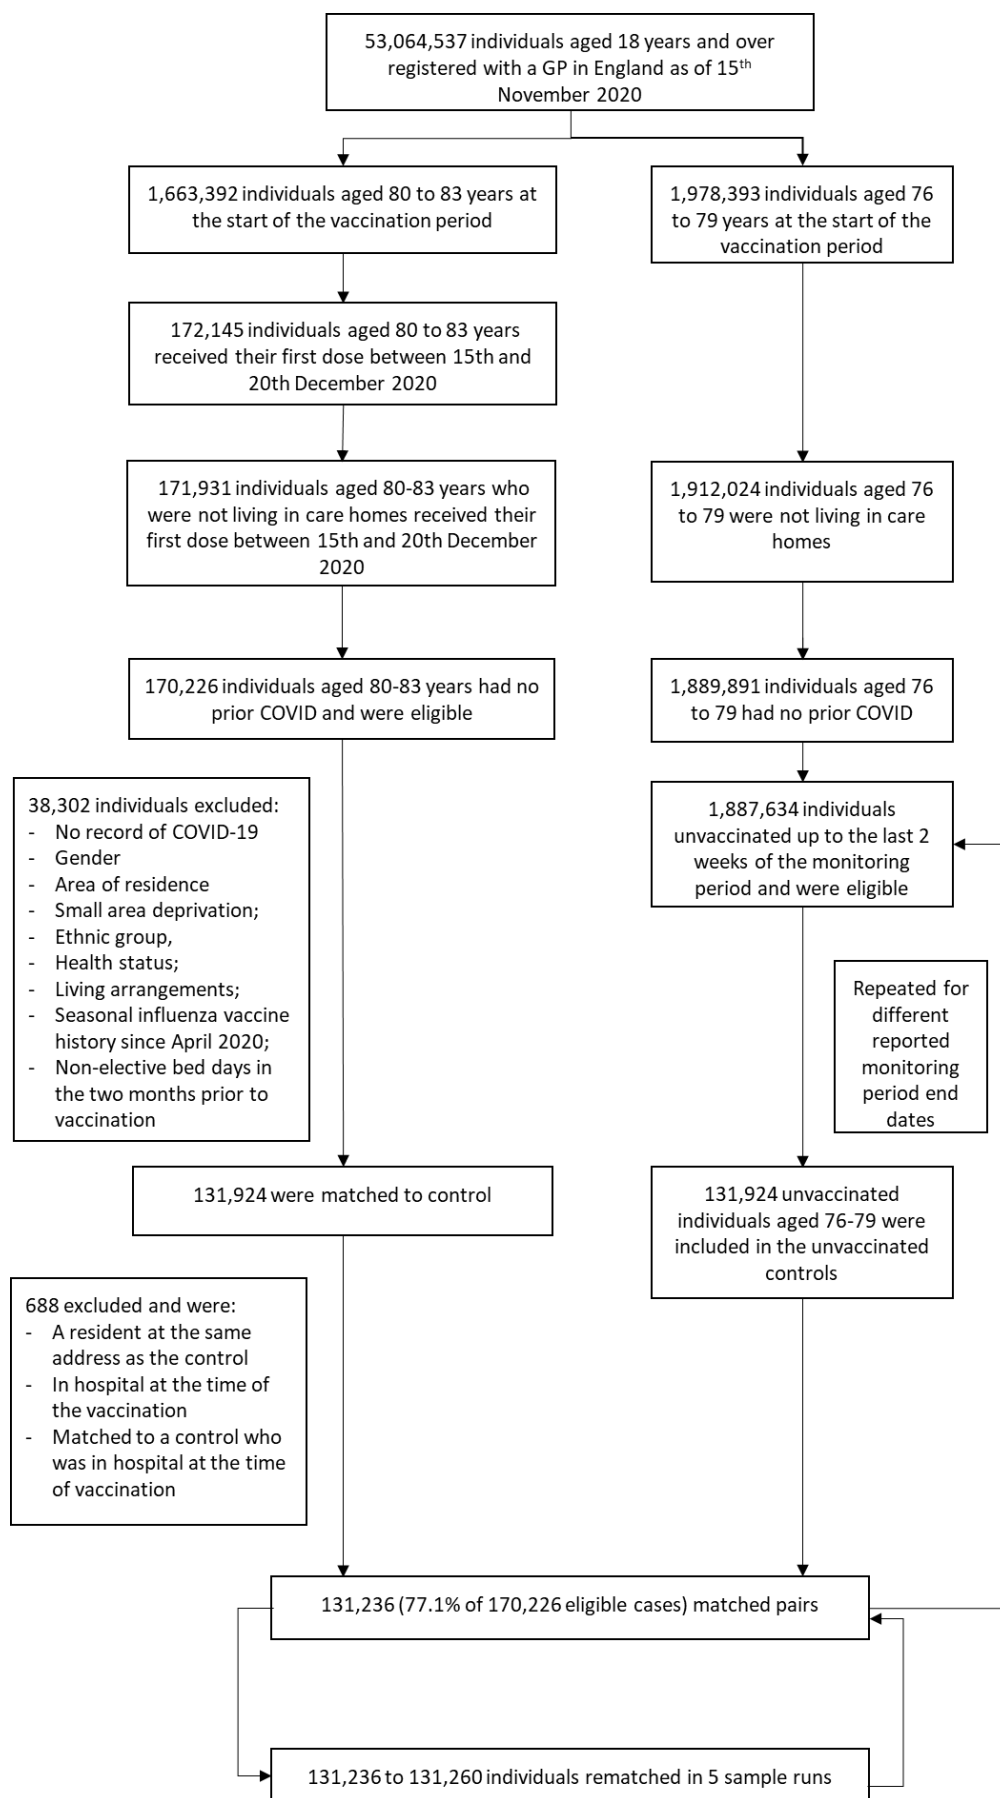 53,064,537 individuals aged 18 years and over
registered with a GP in England as of 15th
November 2020
1,663,392 individuals aged 80 to 83 years at
the start of the vaccination period
1,978,393 individuals aged 76
to 79 years at the start of the
vaccination period
172,145 individuals aged 80 to 83 years
received their first dose between 15th and
20th December 2020
171,931 individuals aged 80-83 years who
were not living in care homes received their
first dose between 15th and 20th December
2020
1,912,024 individuals aged 76
to 79 were not living in care
homes
170,226 individuals aged 80-83 years had no
prior COVID and were eligible
1,889,891 individuals aged 76
to 79 had no prior COVID
38,302 individuals excluded:
- No record of COVID-19
- Gender
- Area of residence
- Small area deprivation;
- Ethnic group,
- Health status;
- Living arrangements;
- Seasonal influenza vaccine
history since April 2020;
- Non-elective bed days in
the two months prior to
vaccination
1,887,634 individuals
unvaccinated up to the last 2
weeks of the monitoring
period and were eligible
Repeated for
different
reported
monitoring
period end
dates
131,924 were matched to control
131,924 unvaccinated
individuals aged 76-79 were
included in the unvaccinated
controls
688 excluded and were:
- A resident at the same
address as the control
- In hospital at the time of
the vaccination
- Matched to a control who
was in hospital at the time
of vaccination
131,236 (77.1% of 170,226 eligible cases) matched pairs
131,236 to 131,260 individuals rematched in 5 sample runs